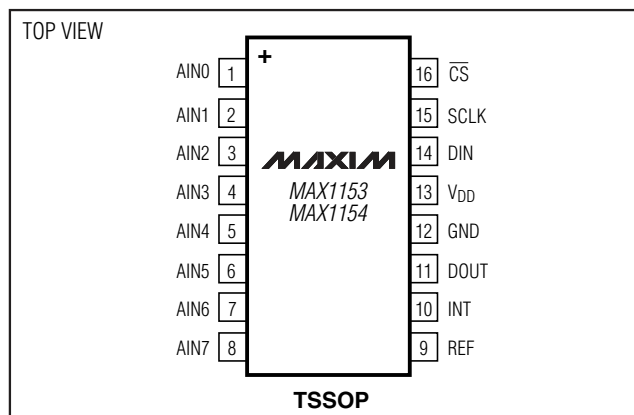 TOP VIEW
+
AIN0 1 16 C̅S̅
AIN1 2 15 SCLK
AIN2 3 14 DIN
MAXIM
AIN3 4 13 VDD
MAX1153
MAX1154
AIN4 5 12 GND
AIN5 6 11 DOUT
AIN6 7 10 INT
AIN7 8 9 REF
TSSOP